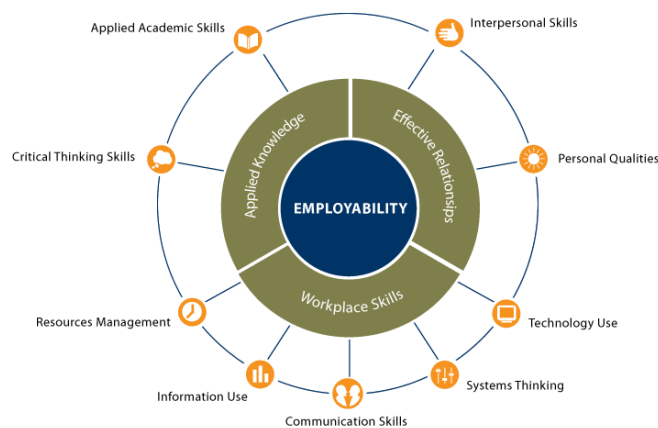 Interpersonal Skills
Applied Academic Skills
Applied Knowledge
Effective Relationsips
Critical Thinking Skills
Personal Qualities
EMPLOYABILITY
Workplace Skills
Resources Management
Technology Use
Systems Thinking
Information Use
Communication Skills